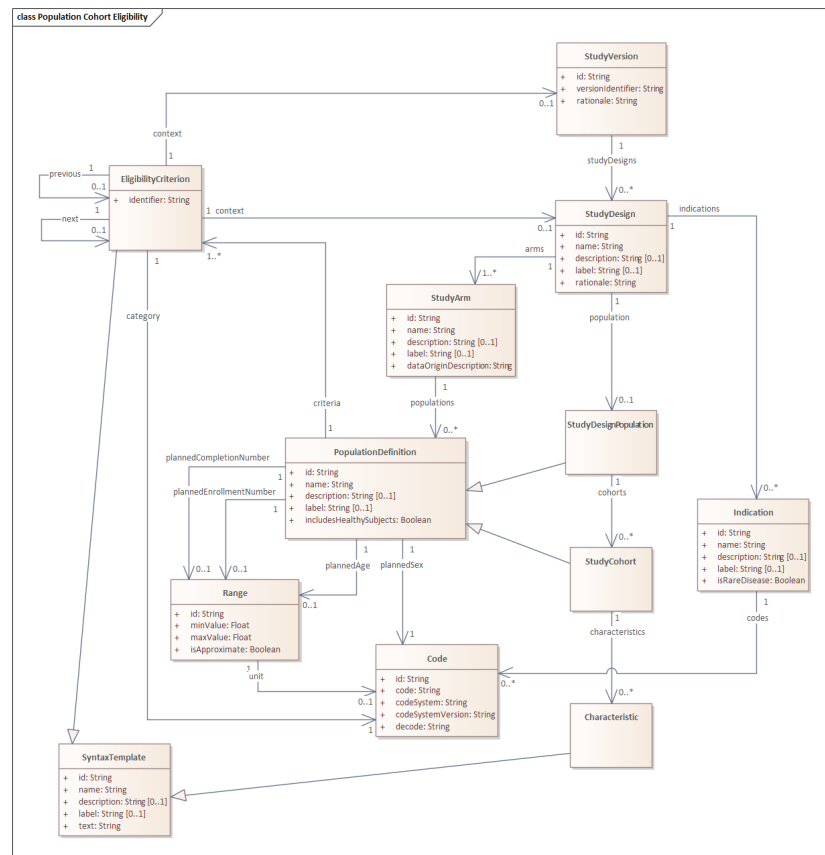 class Population Cohort Eligibility
StudyVersion
+ id: String
+ versionIdentifier: String
+ rationale: String
0..1
context
1
1
studyDesigns
0..*
previous
1
0..1
1
next
0..1
EligibilityCriterion
+ identifier: String
1
context
0..1
1..*
1
StudyDesign
+ id: String
+ name: String
+ description: String [0..1]
+ label: String [0..1]
+ rationale: String
indications
1
arms
1
1..*
1
population
0..1
category
StudyArm
+ id: String
+ name: String
+ description: String [0..1]
+ label: String [0..1]
+ dataOriginDescription: String
1
populations
0..*
criteria
1
StudyDesignPopulation
1
cohorts
0..*
plannedCompletionNumber
1
plannedEnrollmentNumber
1
PopulationDefinition
+ id: String
+ name: String
+ description: String [0..1]
+ label: String [0..1]
+ includesHealthySubjects: Boolean
0..*
Indication
+ id: String
+ name: String
+ description: String [0..1]
+ label: String [0..1]
+ isRareDisease: Boolean
1
codes
0..*
1
plannedAge
0..1
1
plannedSex
1
0..1
0..1
Range
+ id: String
+ minValue: Float
+ maxValue: Float
+ isApproximate: Boolean
1
unit
0..1
1
StudyCohort
1
characteristics
0..*
Code
+ id: String
+ code: String
+ codeSystem: String
+ codeSystemVersion: String
+ decode: String
Characteristic
SyntaxTemplate
+ id: String
+ name: String
+ description: String [0..1]
+ label: String [0..1]
+ text: String